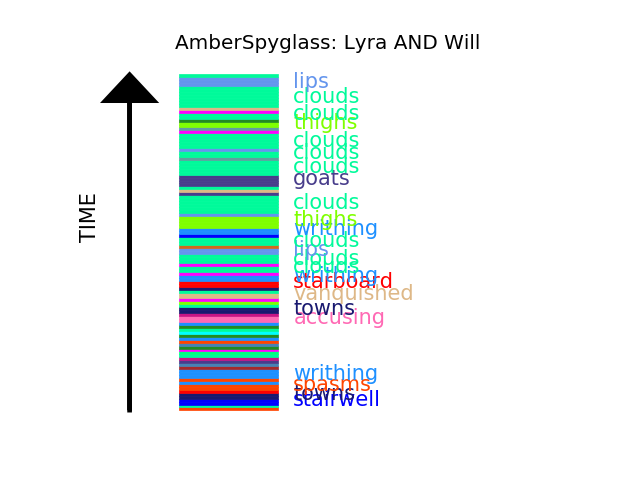 AmberSpyglass: Lyra AND Will
lips
clouds
clouds
thighs
clouds
clouds
clouds
goats
clouds
thighs
writhing
clouds
lips
clouds
clouds
writhing
starboard
vanquished
towns
accusing
writhing
spasms
towns
stairwell
TIME